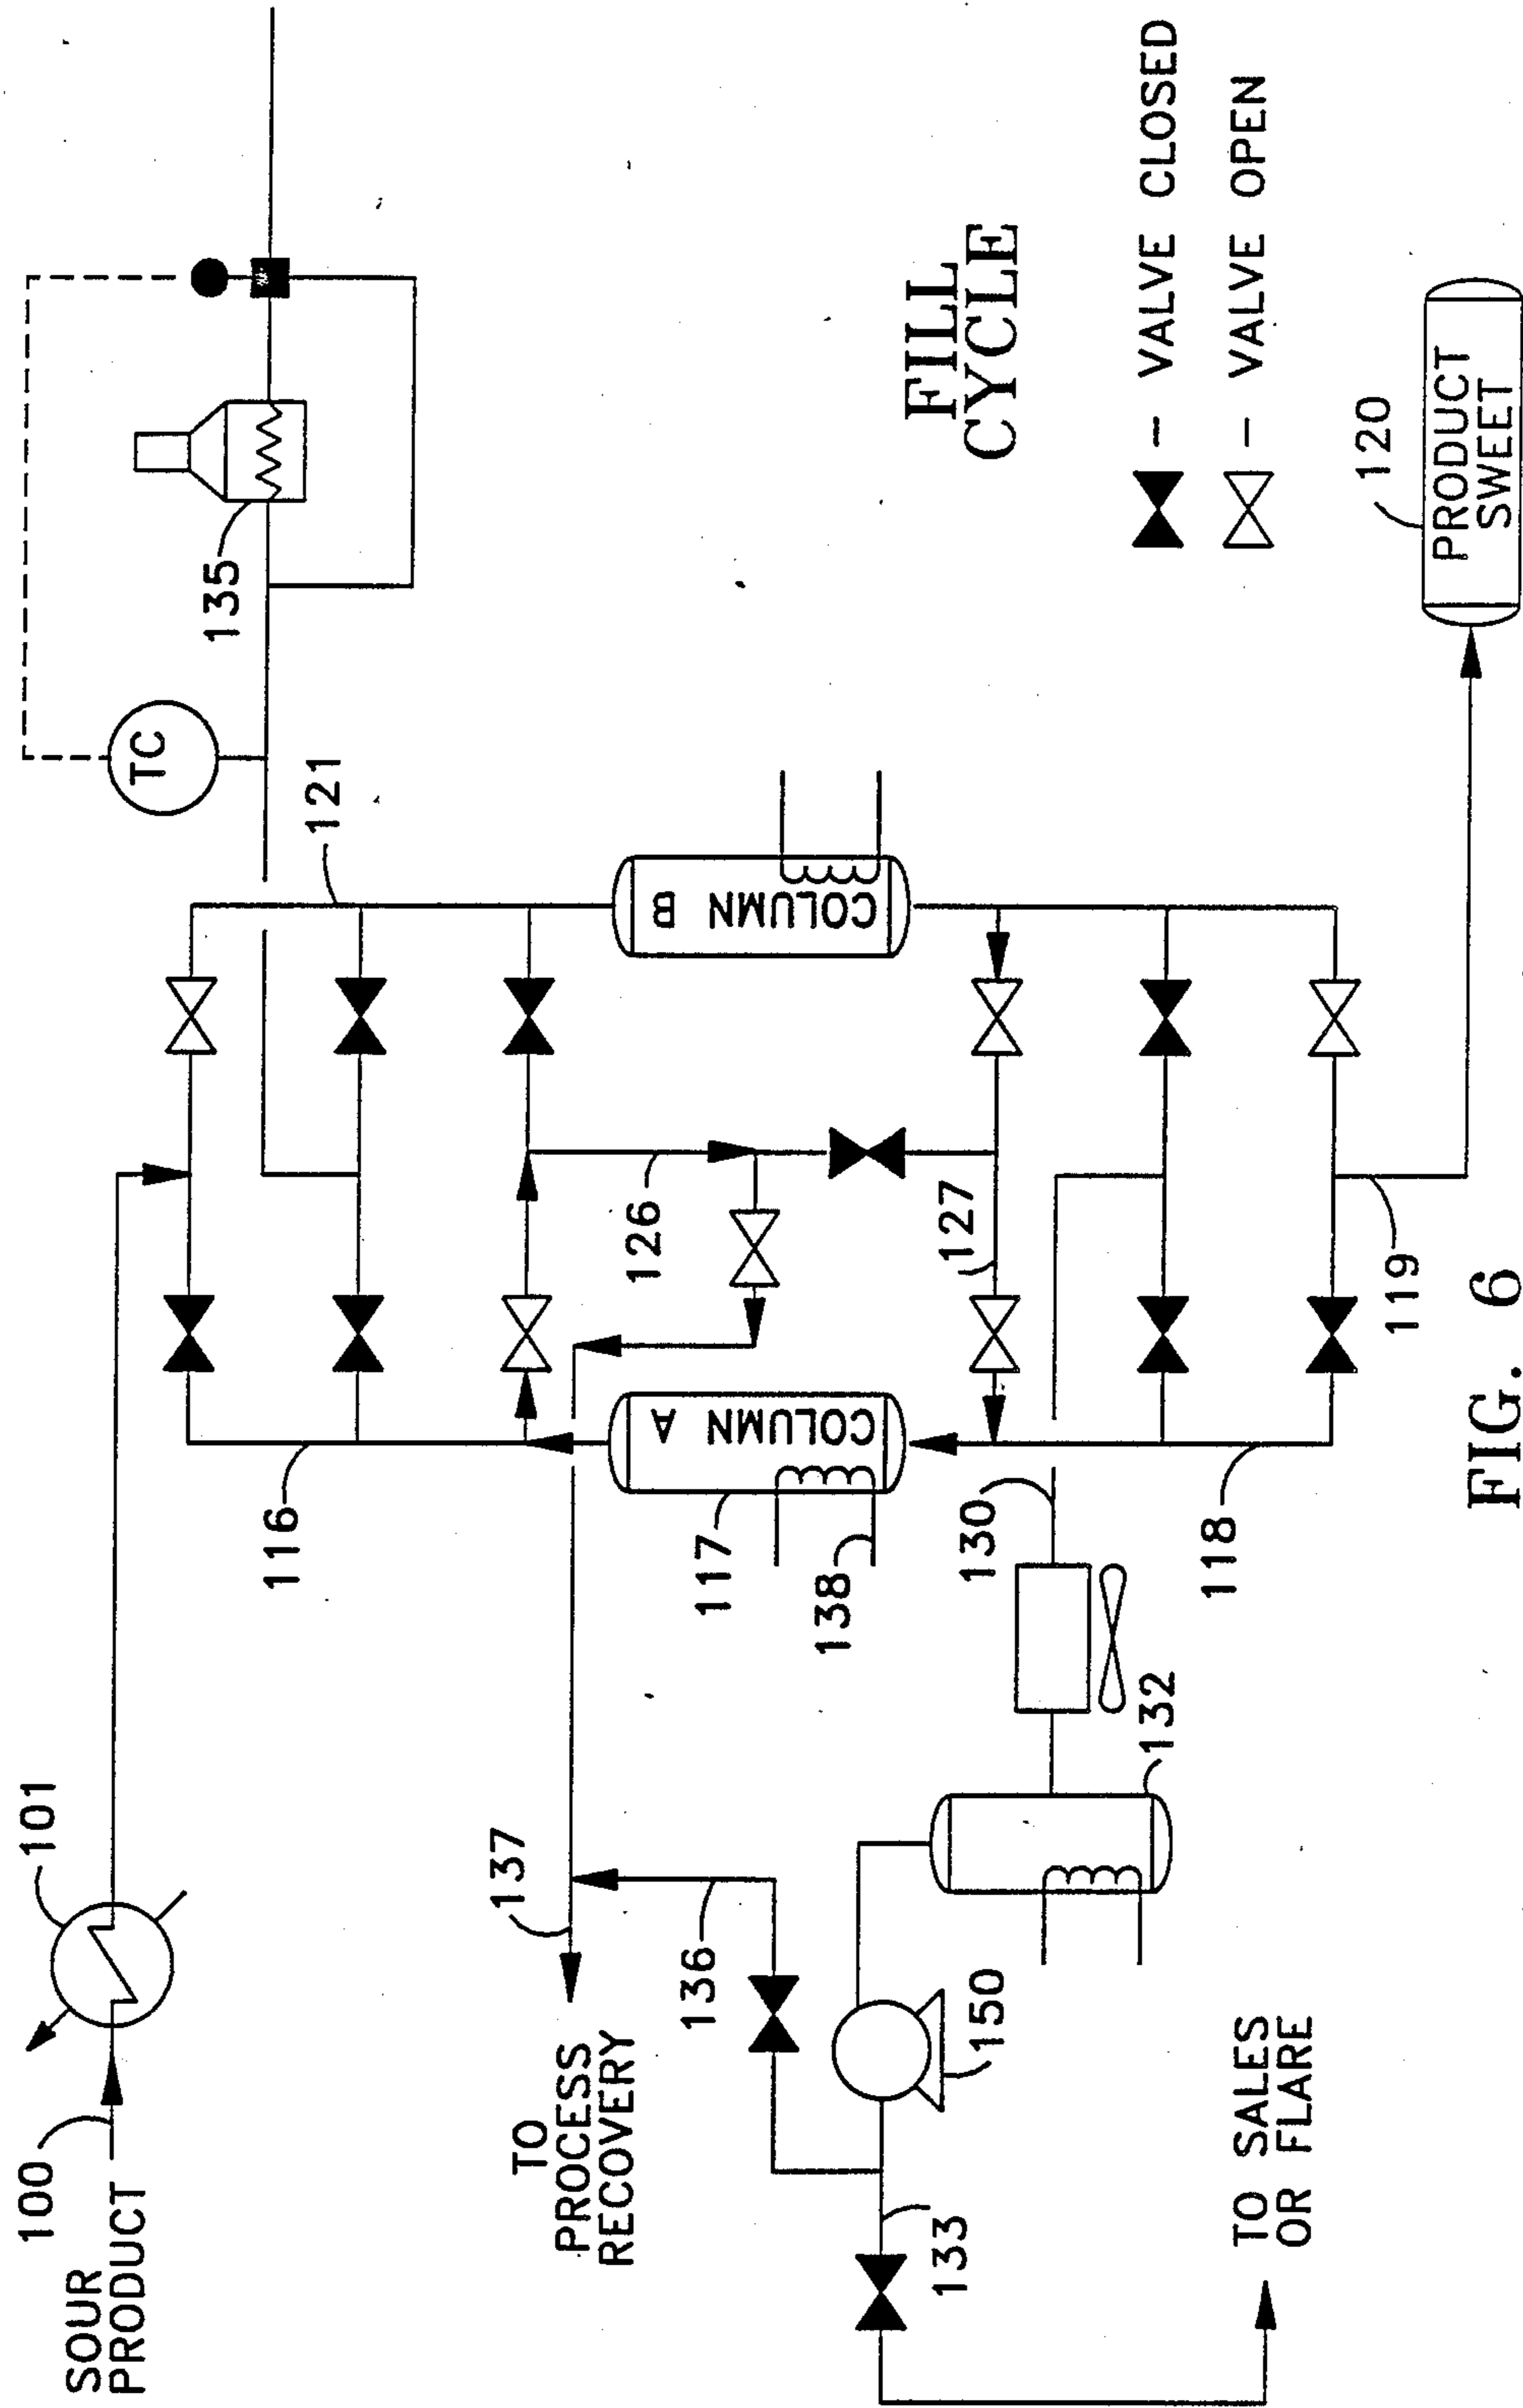 100
SOUR
PRODUCT
101
TO
PROCESS
RECOVERY
137
136
133
150
TO SALES
OR FLARE
132
130
116
117
138
118
COLUMN A
126
127
119
121
COLUMN B
TC
135
120
PRODUCT
SWEET
FILL
CYCLE
– VALVE CLOSED
– VALVE OPEN
FIG. 6